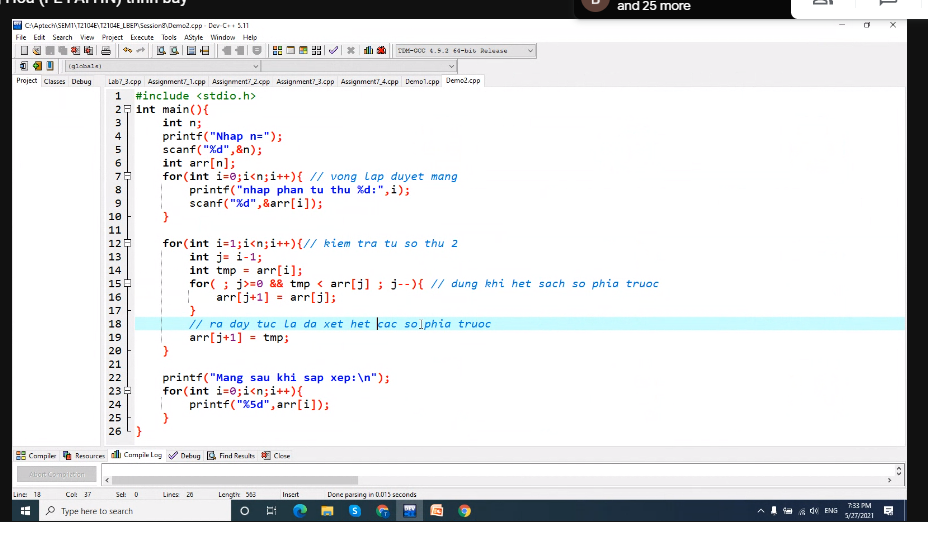 trình bày
and 25 more
C:\Aptech\SEM1\T2104E\T2104E_LBEP\Session8\Demo2.cpp - Dev-C++ 5.11
File Edit Search View Project Execute Tools AStyle Window Help
TDM-GCC 4.9.2 64-bit Release
(globals)
Project Classes Debug Lab7_3.cpp Assignment7_1.cpp Assignment7_2.cpp Assignment7_3.cpp Assignment7_4.cpp Demo1.cpp Demo2.cpp
1 #include <stdio.h>
2 int main(){
3 int n;
4 printf("Nhap n=");
5 scanf("%d",&n);
6 int arr[n];
7 for(int i=0;i<n;i++){ // vong lap duyet mang
8 printf("nhap phan tu thu %d:",i);
9 scanf("%d",&arr[i]);
10 }
11
12 for(int i=1;i<n;i++){// kiem tra tu so thu 2
13 int j= i-1;
14 int tmp = arr[i];
15 for( ; j>=0 && tmp < arr[j] ; j--){ // dung khi het sach so phia truoc
16 arr[j+1] = arr[j];
17 }
18 // ra day tuc la da xet het cac so phia truoc
19 arr[j+1] = tmp;
20 }
21
22 printf("Mang sau khi sap xep:\n");
23 for(int i=0;i<n;i++){
24 printf("%5d",arr[i]);
25 }
26 }
Compiler Resources Compile Log Debug Find Results Close
Abort Compilation
Line: 18 Col: 37 Sel: 0 Lines: 26 Length: 563 Insert Done parsing in 0.015 seconds
Type here to search
ENG
7:33 PM
5/27/2021